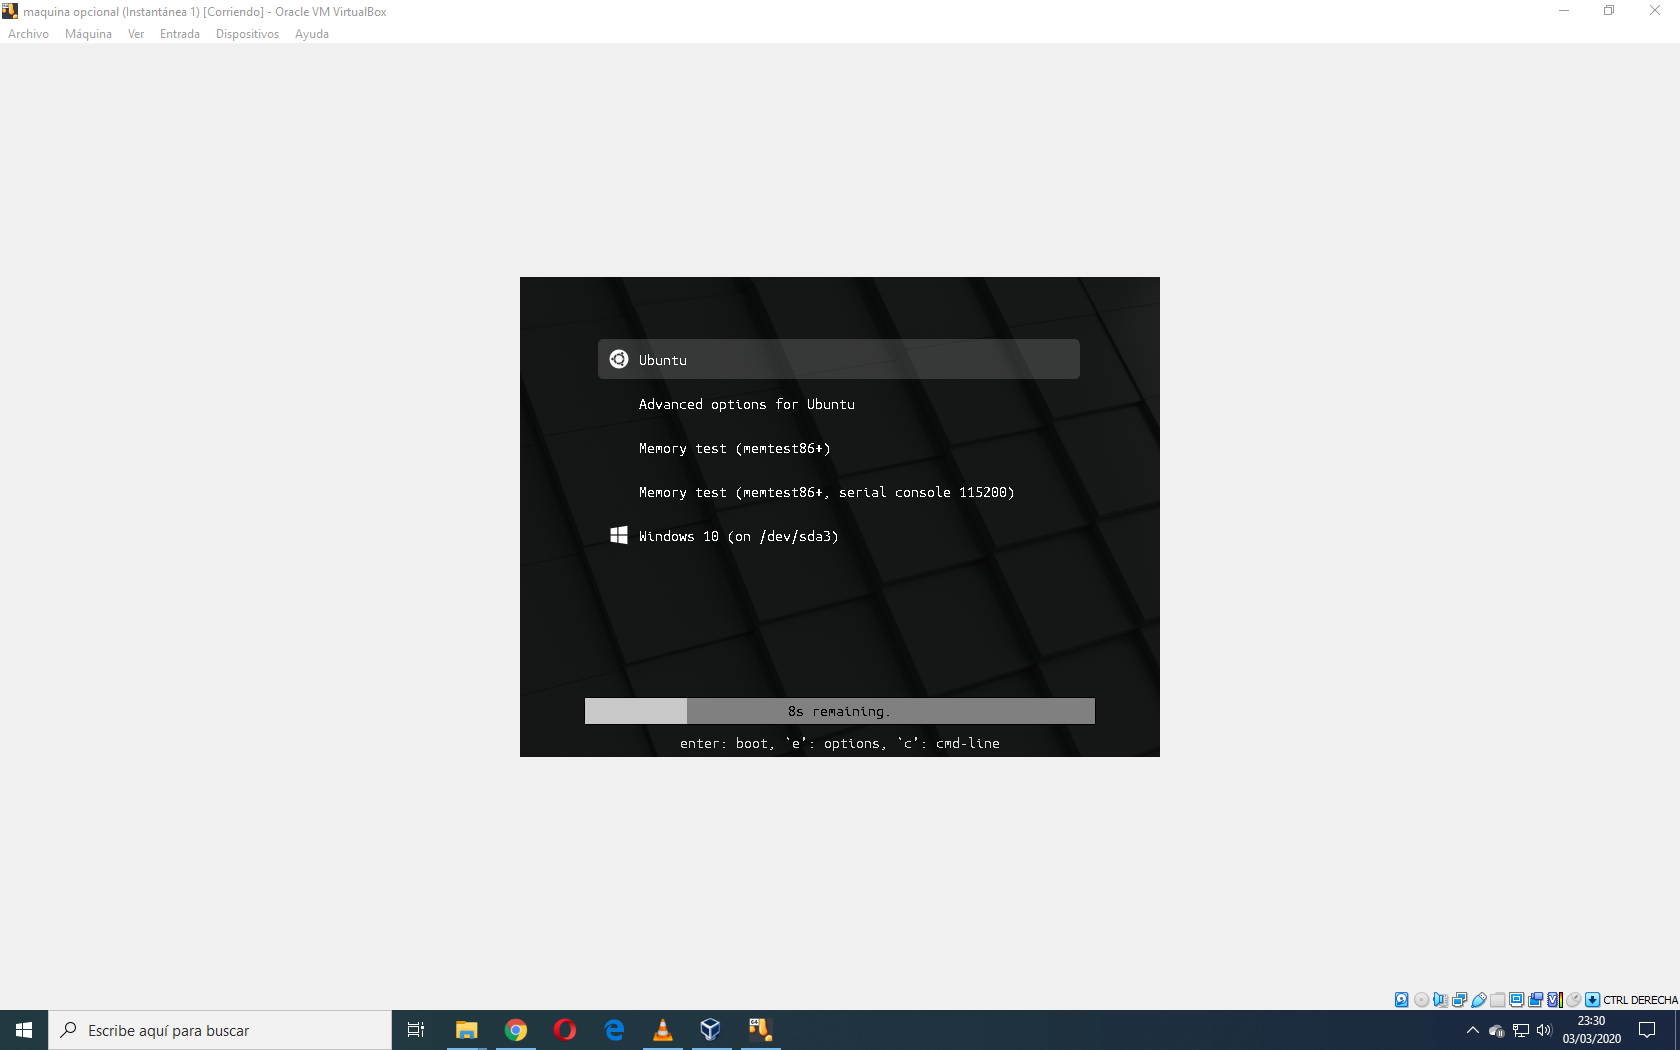 maquina opcional (Instantánea 1) [Corriendo] - Oracle VM VirtualBox
Archivo Máquina Ver Entrada Dispositivos Ayuda
Ubuntu
Advanced options for Ubuntu
Memory test (memtest86+)
Memory test (memtest86+, serial console 115200)
Windows 10 (on /dev/sda3)
8s remaining.
enter: boot, `e': options, `c': cmd-line
CTRL DERECHA
Escribe aquí para buscar
23:30
03/03/2020